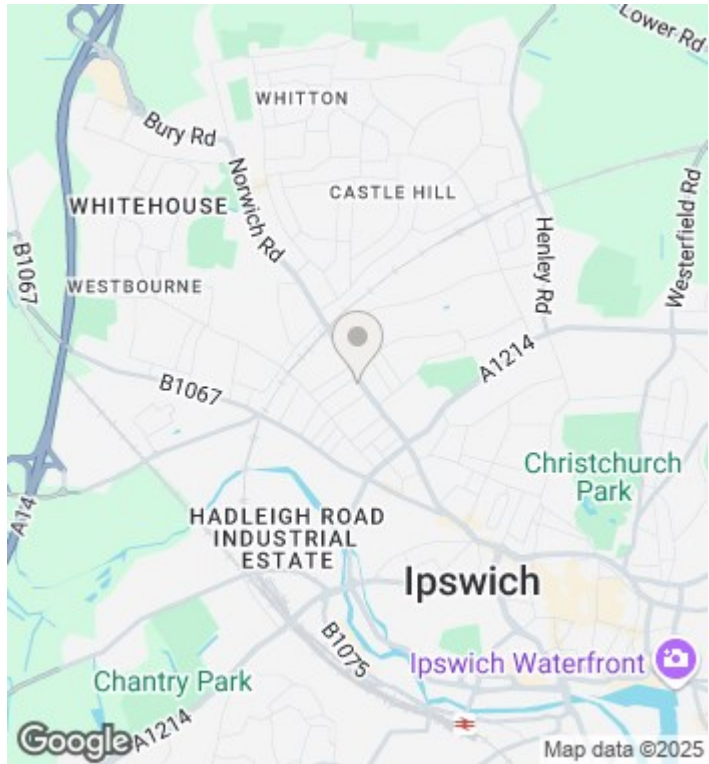 Lower Rd
WHITTON
Bury Rd
Norwich Rd
CASTLE HILL
WHITEHOUSE
Henley Rd
Westerfield Rd
B1067
WESTBOURNE
A1214
B1067
Christchurch
Park
A14
HADLEIGH ROAD
INDUSTRIAL
ESTATE
Ipswich
B1075
Ipswich Waterfront
Chantry Park
A1214
Google
Map data ©2025